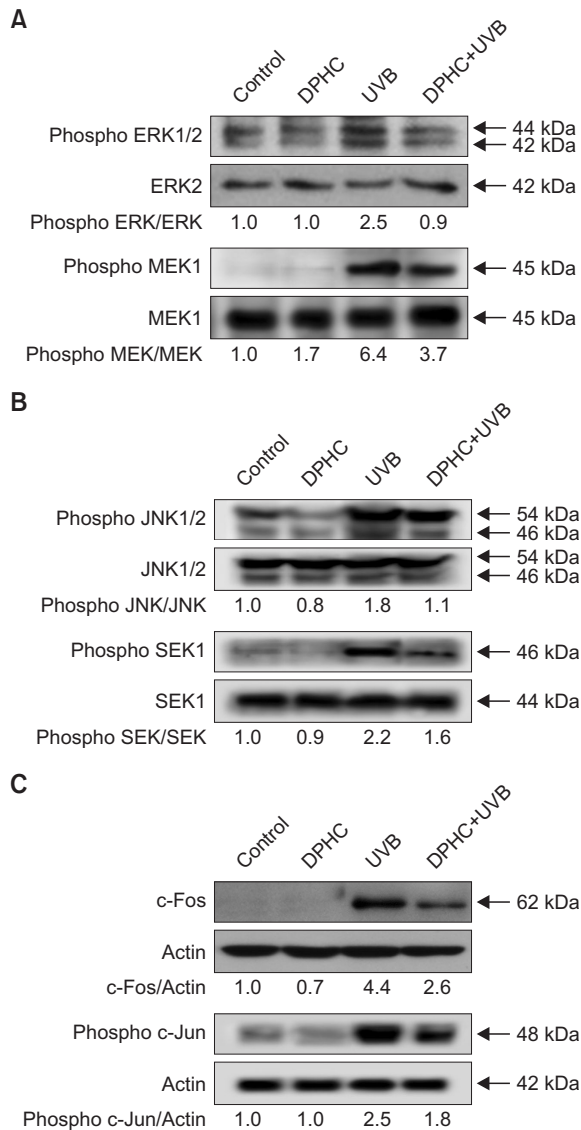 A
Control DPHC UVB DPHC+UVB
Phospho ERK1/2 44 kDa
42 kDa
ERK2 42 kDa
Phospho ERK/ERK 1.0 1.0 2.5 0.9
Phospho MEK1 45 kDa
MEK1 45 kDa
Phospho MEK/MEK 1.0 1.7 6.4 3.7
B
Control DPHC UVB DPHC+UVB
Phospho JNK1/2 54 kDa
46 kDa
JNK1/2 54 kDa
46 kDa
Phospho JNK/JNK 1.0 0.8 1.8 1.1
Phospho SEK1 46 kDa
SEK1 44 kDa
Phospho SEK/SEK 1.0 0.9 2.2 1.6
C
Control DPHC UVB DPHC+UVB
c-Fos 62 kDa
Actin
c-Fos/Actin 1.0 0.7 4.4 2.6
Phospho c-Jun 48 kDa
Actin 42 kDa
Phospho c-Jun/Actin 1.0 1.0 2.5 1.8